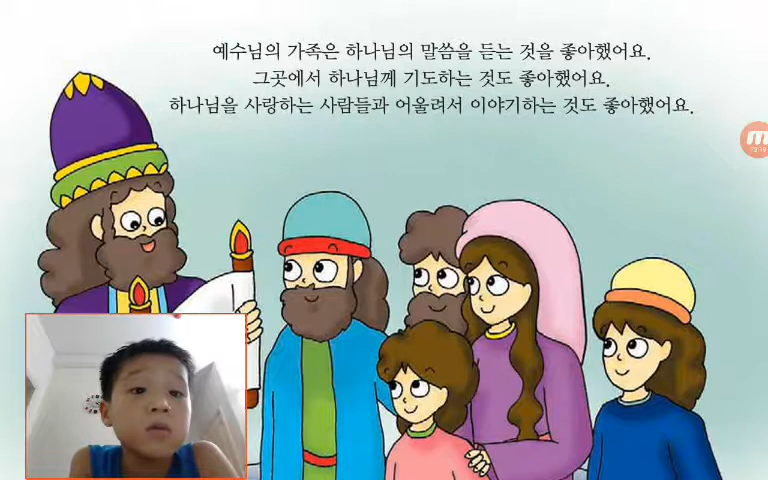 예수님의 가족은 하나님의 말씀을 듣는 것을 좋아했어요.
그곳에서 하나님께 기도하는 것도 좋아했어요.
하나님을 사랑하는 사람들과 어울려서 이야기하는 것도 좋아했어요.